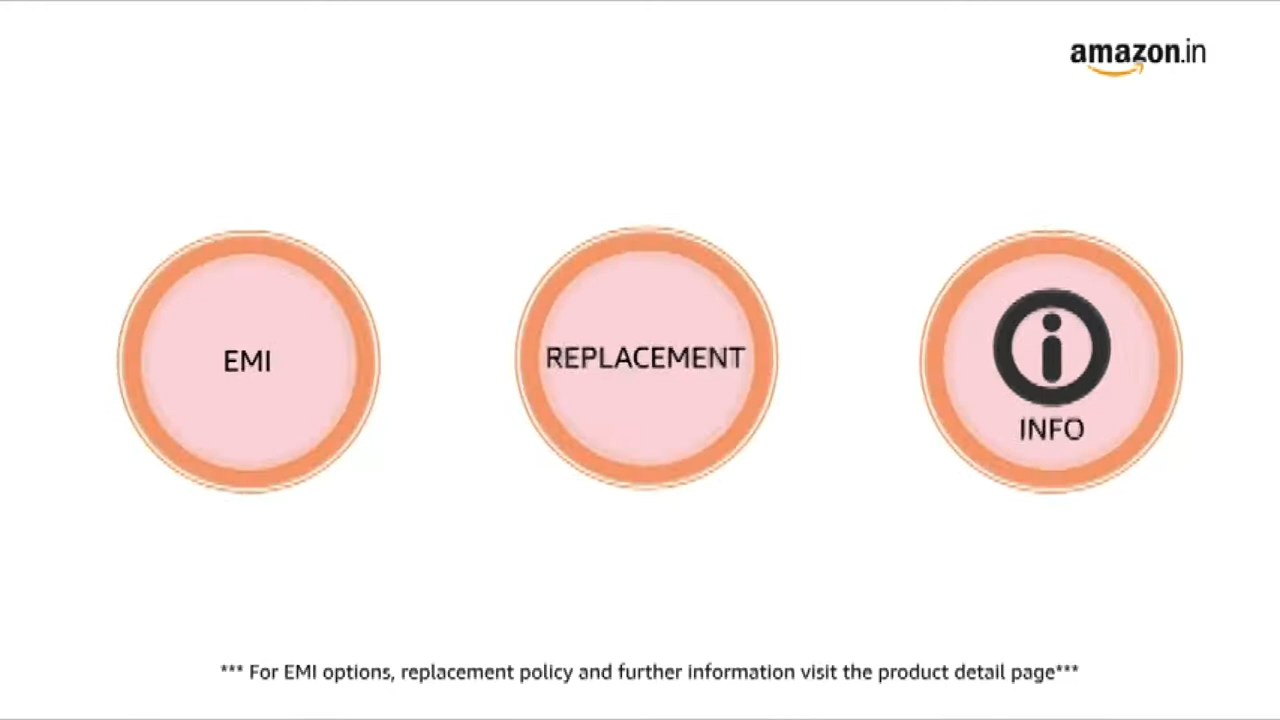 amazon.in
EMI
REPLACEMENT
INFO
*** For EMI options, replacement policy and further information visit the product detail page***